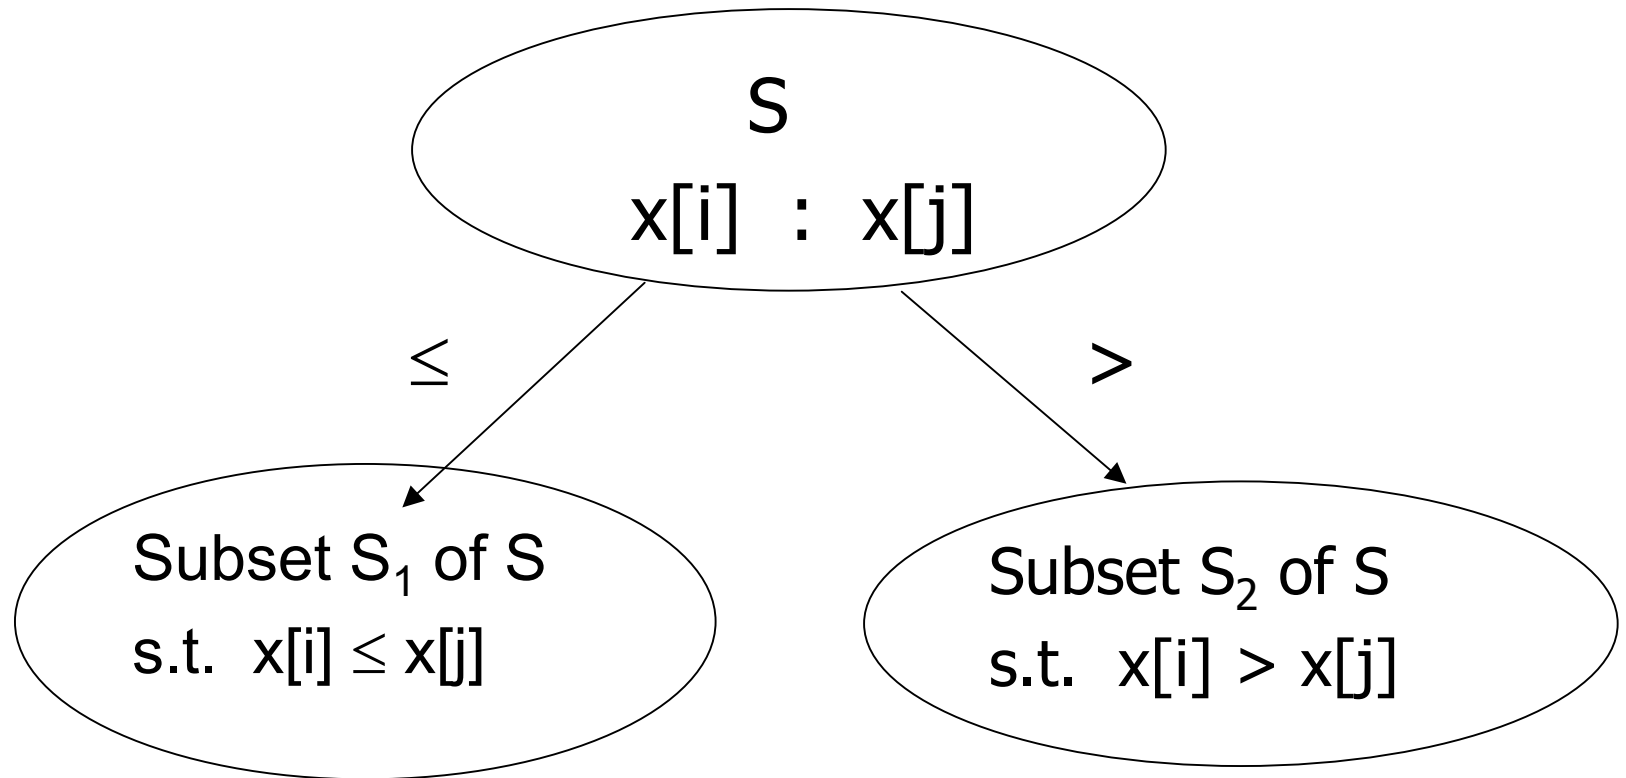 S
x[i] : x[j]
≤
>
Subset S₁ of S
s.t. x[i] ≤ x[j]
Subset S₂ of S
s.t. x[i] > x[j]